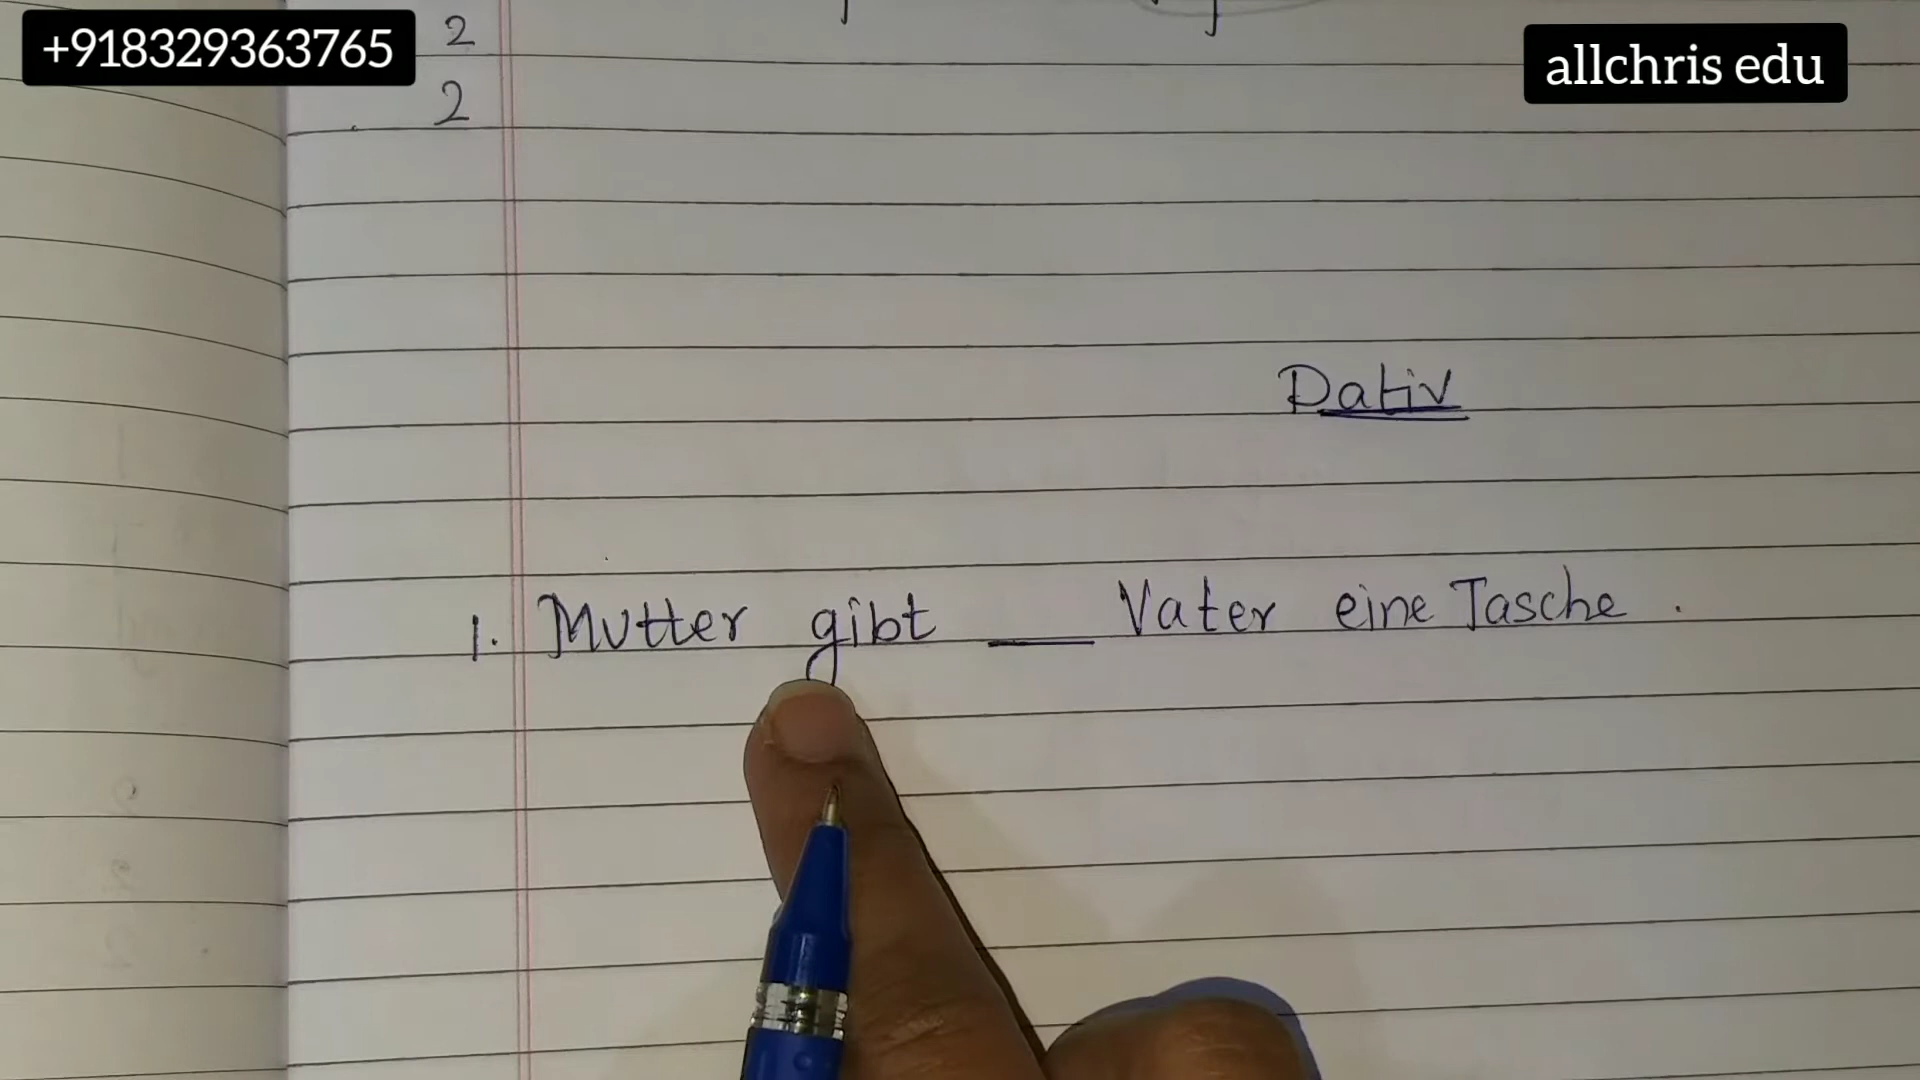 +918329363765
allchris edu
2
2
Dativ
1. Mutter gibt ___ Vater eine Tasche.